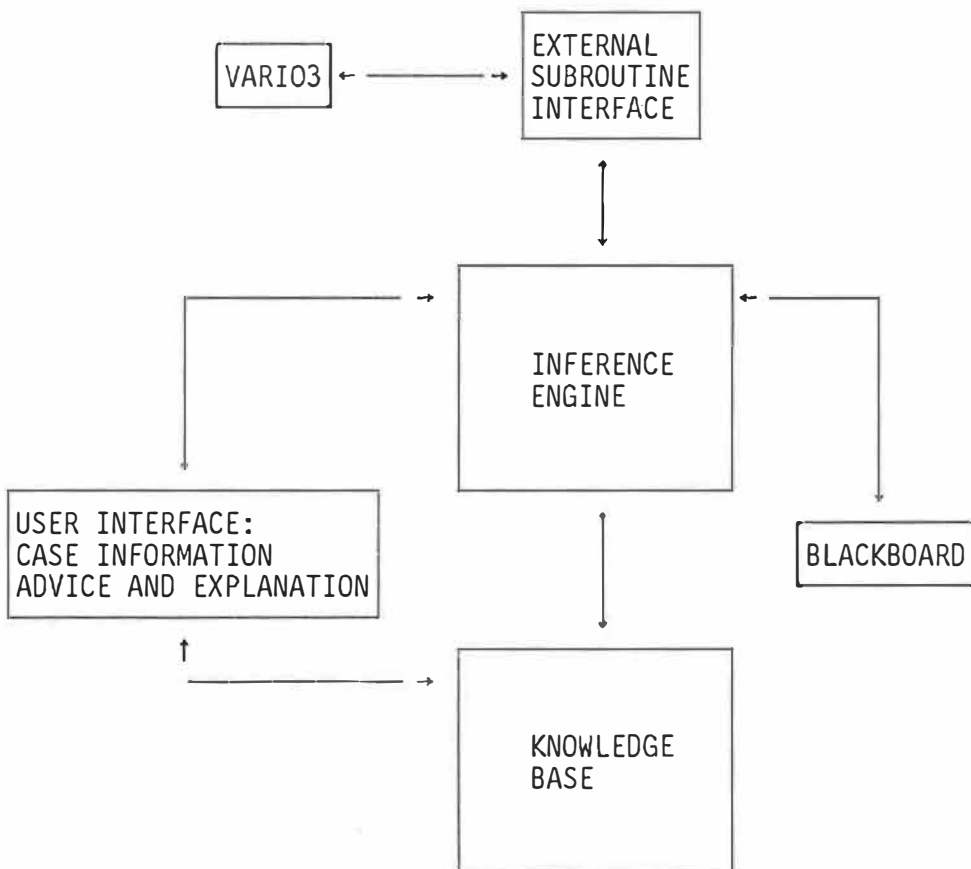 VARIO3
EXTERNAL
SUBROUTINE
INTERFACE
INFERENCE
ENGINE
USER INTERFACE:
CASE INFORMATION
ADVICE AND EXPLANATION
BLACKBOARD
KNOWLEDGE
BASE